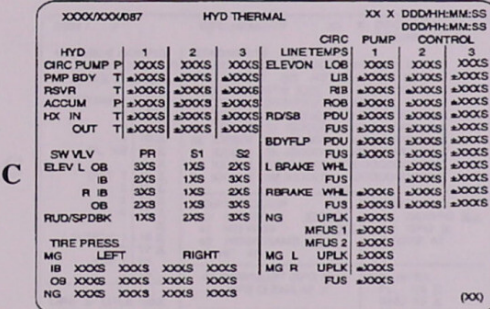 XXXX/XXX/087 HYD THERMAL XX X DDD/HH:MM:SS
DDD/HH:MM:SS
CIRC PUMP CONTROL
HYD 1 2 3 LINE TEMPS 1 2 3
CIRC PUMP P XXXS XXXS XXXS ELEVON LOB XXXS XXXS XXXS
PMP BDY T ±XXXS ±XXXS ±XXXS LIB ±XXXS ±XXXS ±XXXS
RSVR T ±XXXS ±XXXS ±XXXS RIB ±XXXS ±XXXS ±XXXS
ACCUM P ±XXXS ±XXXS ±XXXS ROB ±XXXS ±XXXS ±XXXS
HX IN T ±XXXS ±XXXS ±XXXS RD/SB PDU ±XXXS ±XXXS ±XXXS
OUT T ±XXXS ±XXXS ±XXXS FUS ±XXXS ±XXXS ±XXXS
BDYFLP PDU ±XXXS ±XXXS ±XXXS
SW VLV PR S1 S2 FUS ±XXXS ±XXXS ±XXXS
C
ELEV L OB 3XS 1XS 2XS L BRAKE WHL ±XXXS ±XXXS
IB 2XS 1XS 3XS FUS ±XXXS ±XXXS
R IB 3XS 1XS 2XS RBRAKE WHL ±XXXS ±XXXS ±XXXS
OB 2XS 1XS 3XS FUS ±XXXS ±XXXS ±XXXS
RUD/SPDBK 1XS 2XS 3XS NG UPLK ±XXXS
MFUS 1 ±XXXS
TIRE PRESS MFUS 2 ±XXXS
MG LEFT RIGHT MG L UPLK ±XXXS
IB XXXS XXXS XXXS XXXS MG R UPLK ±XXXS
OB XXXS XXXS XXXS XXXS FUS ±XXXS
NG XXXS XXXS XXXS XXXS (XX)